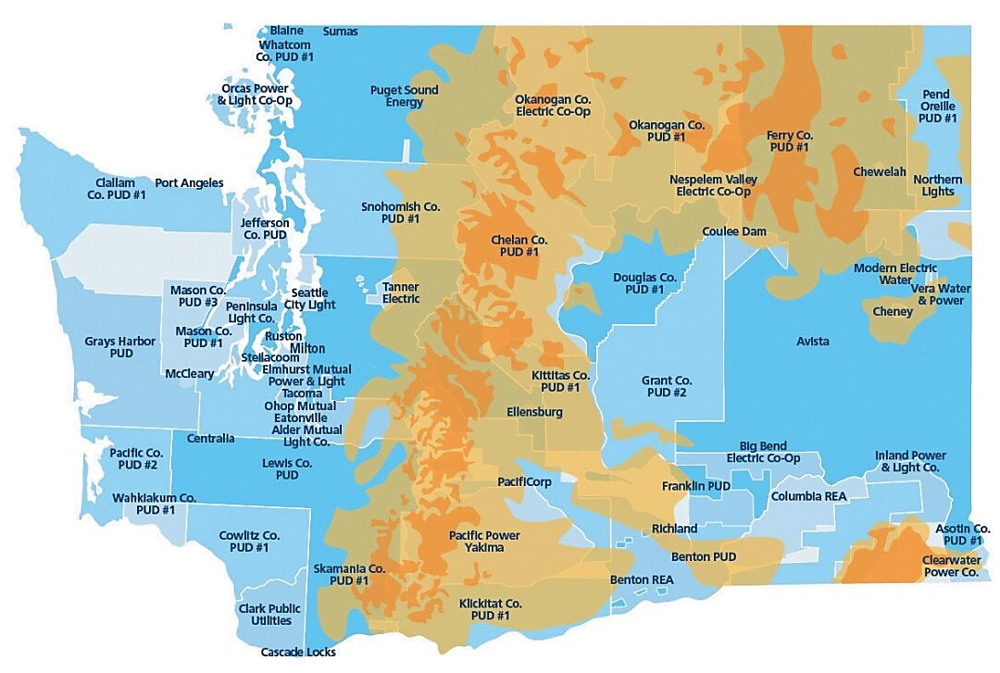 Blaine
Sumas
Whatcom
Co. PUD #1
Orcas Power
& Light Co-Op
Puget Sound
Energy
Okanogan Co.
Electric Co-Op
Okanogan Co.
PUD #1
Ferry Co.
PUD #1
Pend
Oreille
PUD #1
Clallam
Co. PUD #1
Port Angeles
Nespelem Valley
Electric Co-Op
Chewelah
Northern
Lights
Jefferson
Co. PUD
Snohomish Co.
PUD #1
Chelan Co.
PUD #1
Coulee Dam
Douglas Co.
PUD #1
Modern Electric
Water
Vera Water
& Power
Cheney
Mason Co.
PUD #3
Peninsula
Light Co.
Seattle
City Light
Tanner
Electric
Mason Co.
PUD #1
Grays Harbor
PUD
Ruston
Milton
Steilacoom
McCleary
Elmhurst Mutual
Power & Light
Tacoma
Ohop Mutual
Eatonville
Alder Mutual
Light Co.
Avista
Kittitas Co.
PUD #1
Ellensburg
Grant Co.
PUD #2
Centralia
Lewis Co.
PUD
Pacific Co.
PUD #2
Wahkiakum Co.
PUD #1
PacifiCorp
Big Bend
Electric Co-Op
Franklin PUD
Columbia REA
Inland Power
& Light Co.
Cowlitz Co.
PUD #1
Skamania Co.
PUD #1
Pacific Power
Yakima
Richland
Benton PUD
Benton REA
Asotin Co.
PUD #1
Clearwater
Power Co.
Clark Public
Utilities
Klickitat Co.
PUD #1
Cascade Locks